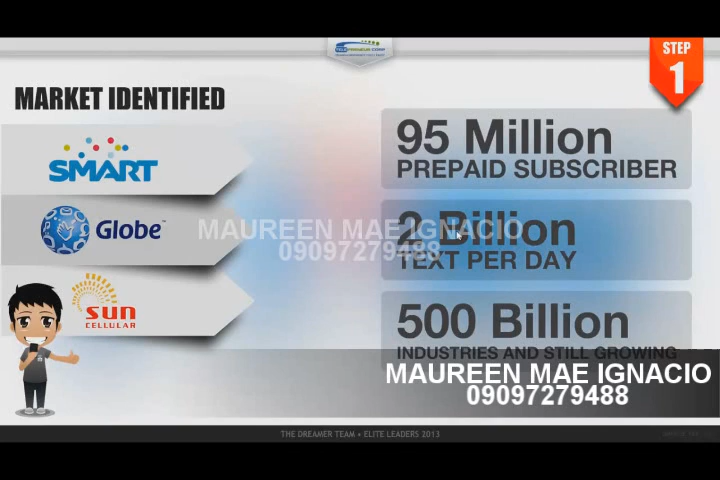 STEP
1
MARKET IDENTIFIED
SMART
Globe
sun
CELLULAR
95 Million
PREPAID SUBSCRIBER
2 Billion
TEXT PER DAY
500 Billion
INDUSTRIES AND STILL GROWING
MAUREEN MAE IGNACIO
09097279488
MAUREEN MAE IGNACIO
09097279488
THE DREAMER TEAM • ELITE LEADERS 2013